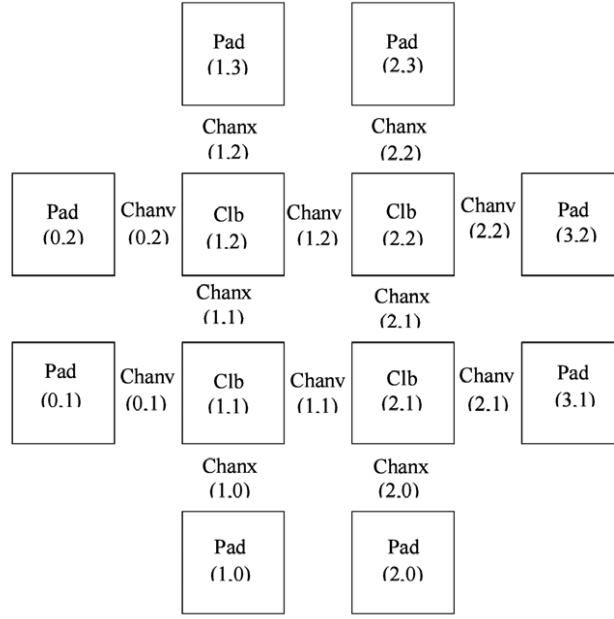 Pad
(1.3)
Pad
(2.3)
Chanx
(1.2)
Chanx
(2.2)
Pad
(0.2)
Chanv
(0.2)
Clb
(1.2)
Chanv
(1.2)
Clb
(2.2)
Chanv
(2.2)
Pad
(3.2)
Chanx
(1.1)
Chanx
(2.1)
Pad
(0.1)
Chanv
(0.1)
Clb
(1.1)
Chanv
(1.1)
Clb
(2.1)
Chanv
(2.1)
Pad
(3.1)
Chanx
(1.0)
Chanx
(2.0)
Pad
(1.0)
Pad
(2.0)